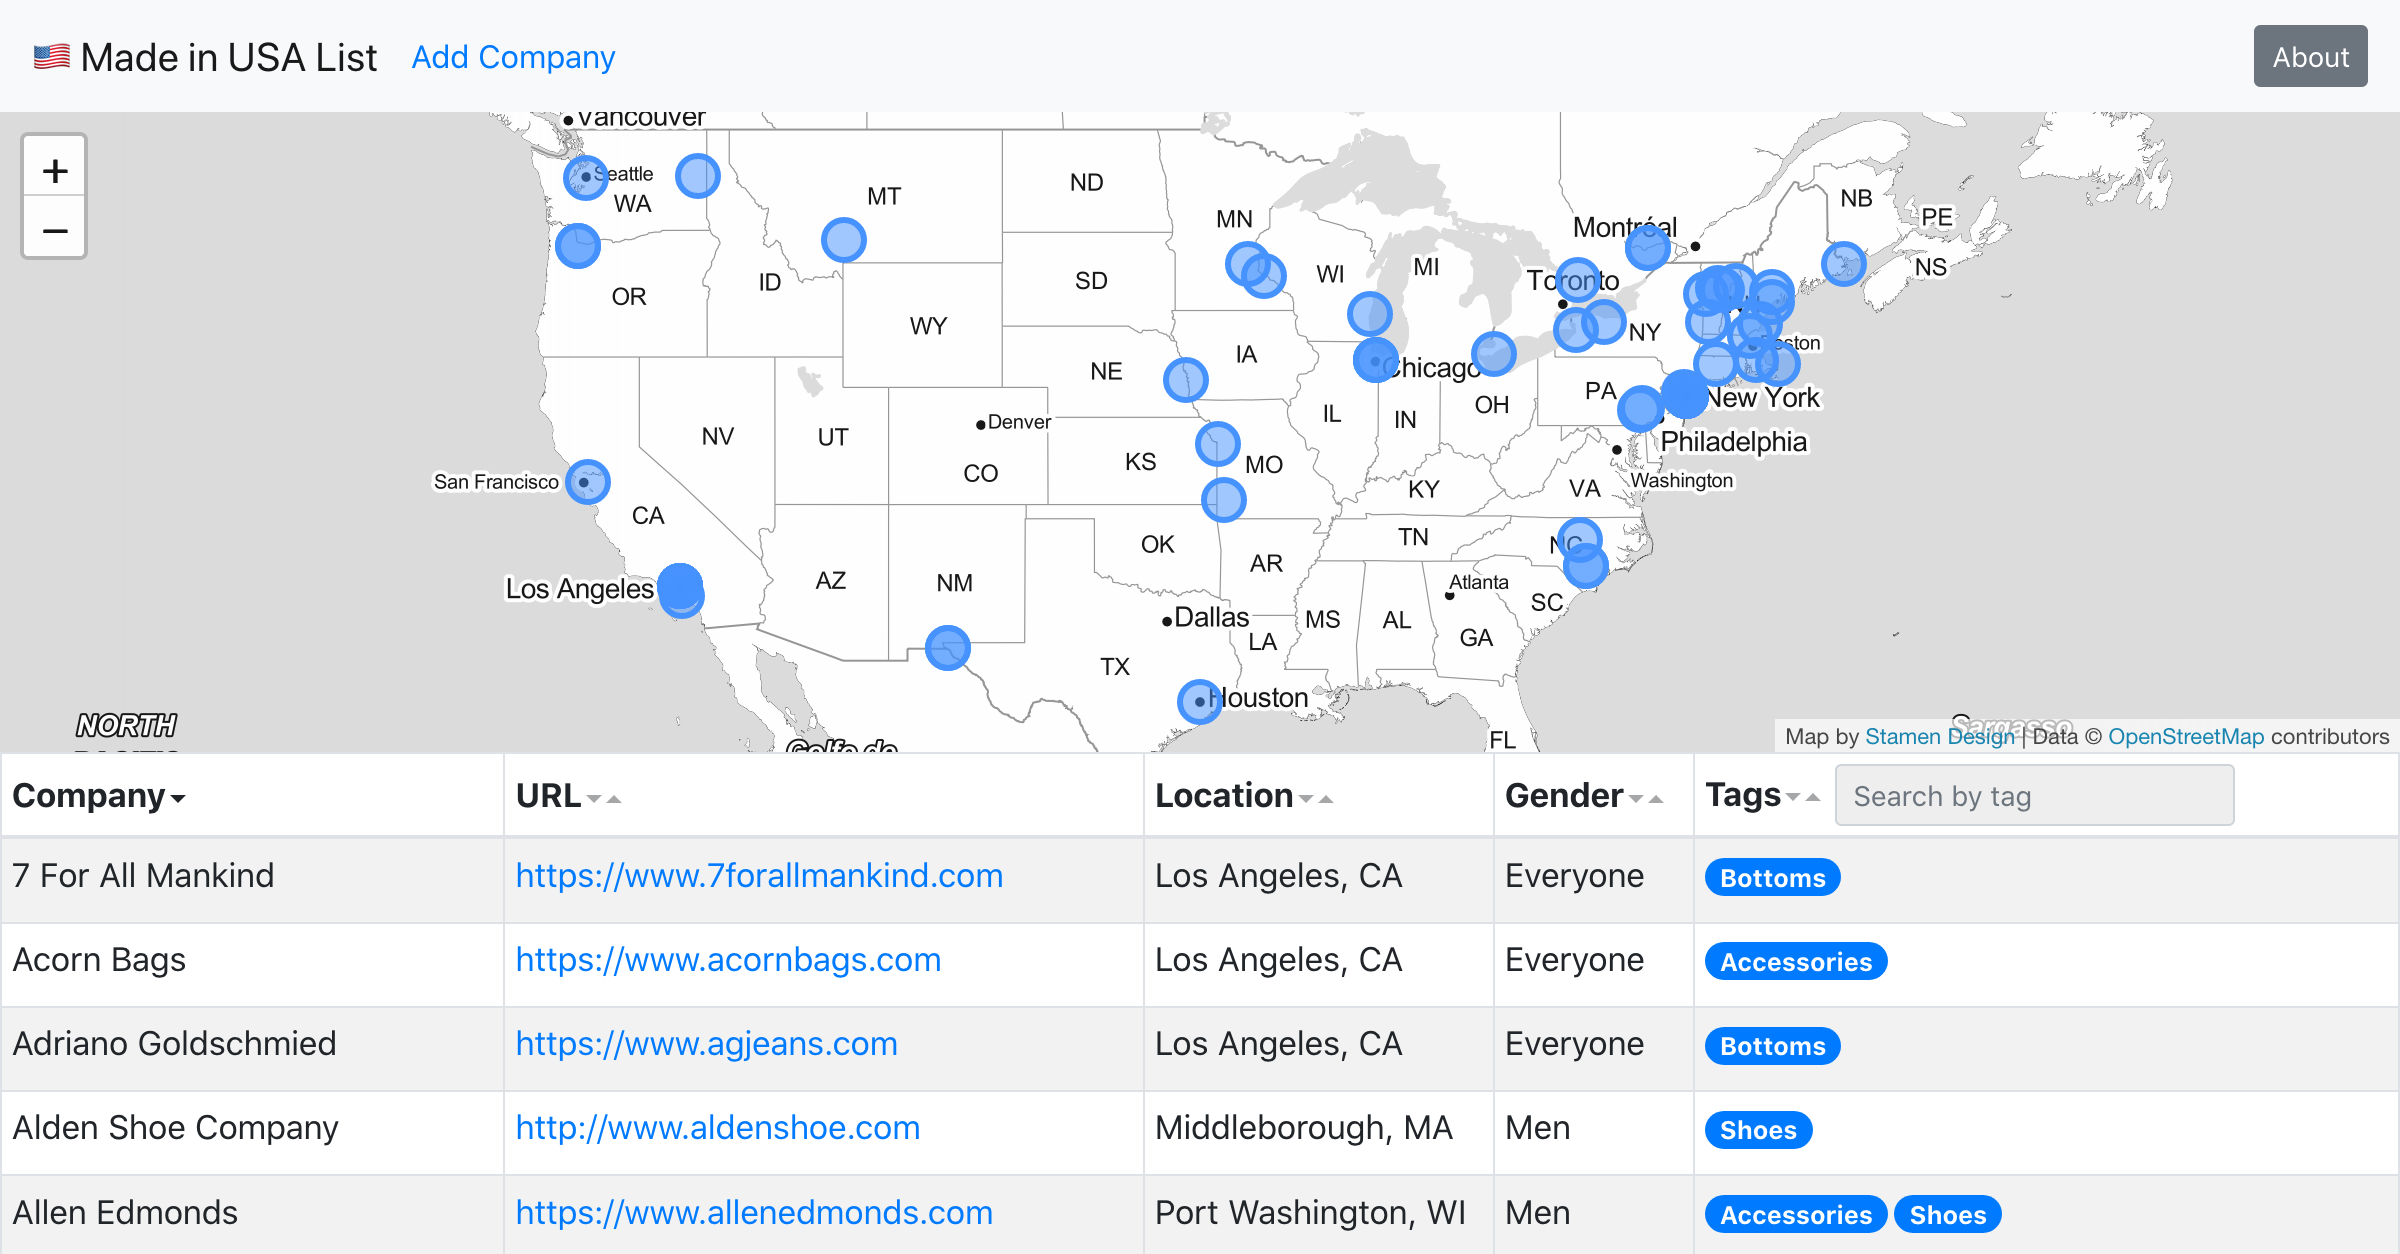 🇺🇸 Made in USA List Add Company About
+
−
Vancouver
Seattle
WA
MT
ND
MN
Montréal
NB
PE
NS
OR
ID
SD
WI
MI
Toronto
WY
NY
Boston
NE
IA
Chicago
PA
New York
NV
UT
Denver
CO
IL
IN
OH
Philadelphia
San Francisco
KS
MO
Washington
CA
KY
VA
OK
TN
NC
AR
Atlanta
Los Angeles
AZ
NM
SC
Dallas
MS
AL
GA
LA
TX
Houston
NORTH
PACIFIC
Golfo de
FL
Sargasso
Map by Stamen Design | Data © OpenStreetMap contributors
Company URL Location Gender Tags Search by tag
7 For All Mankind https://www.7forallmankind.com Los Angeles, CA Everyone Bottoms
Acorn Bags https://www.acornbags.com Los Angeles, CA Everyone Accessories
Adriano Goldschmied https://www.agjeans.com Los Angeles, CA Everyone Bottoms
Alden Shoe Company http://www.aldenshoe.com Middleborough, MA Men Shoes
Allen Edmonds https://www.allenedmonds.com Port Washington, WI Men Accessories Shoes